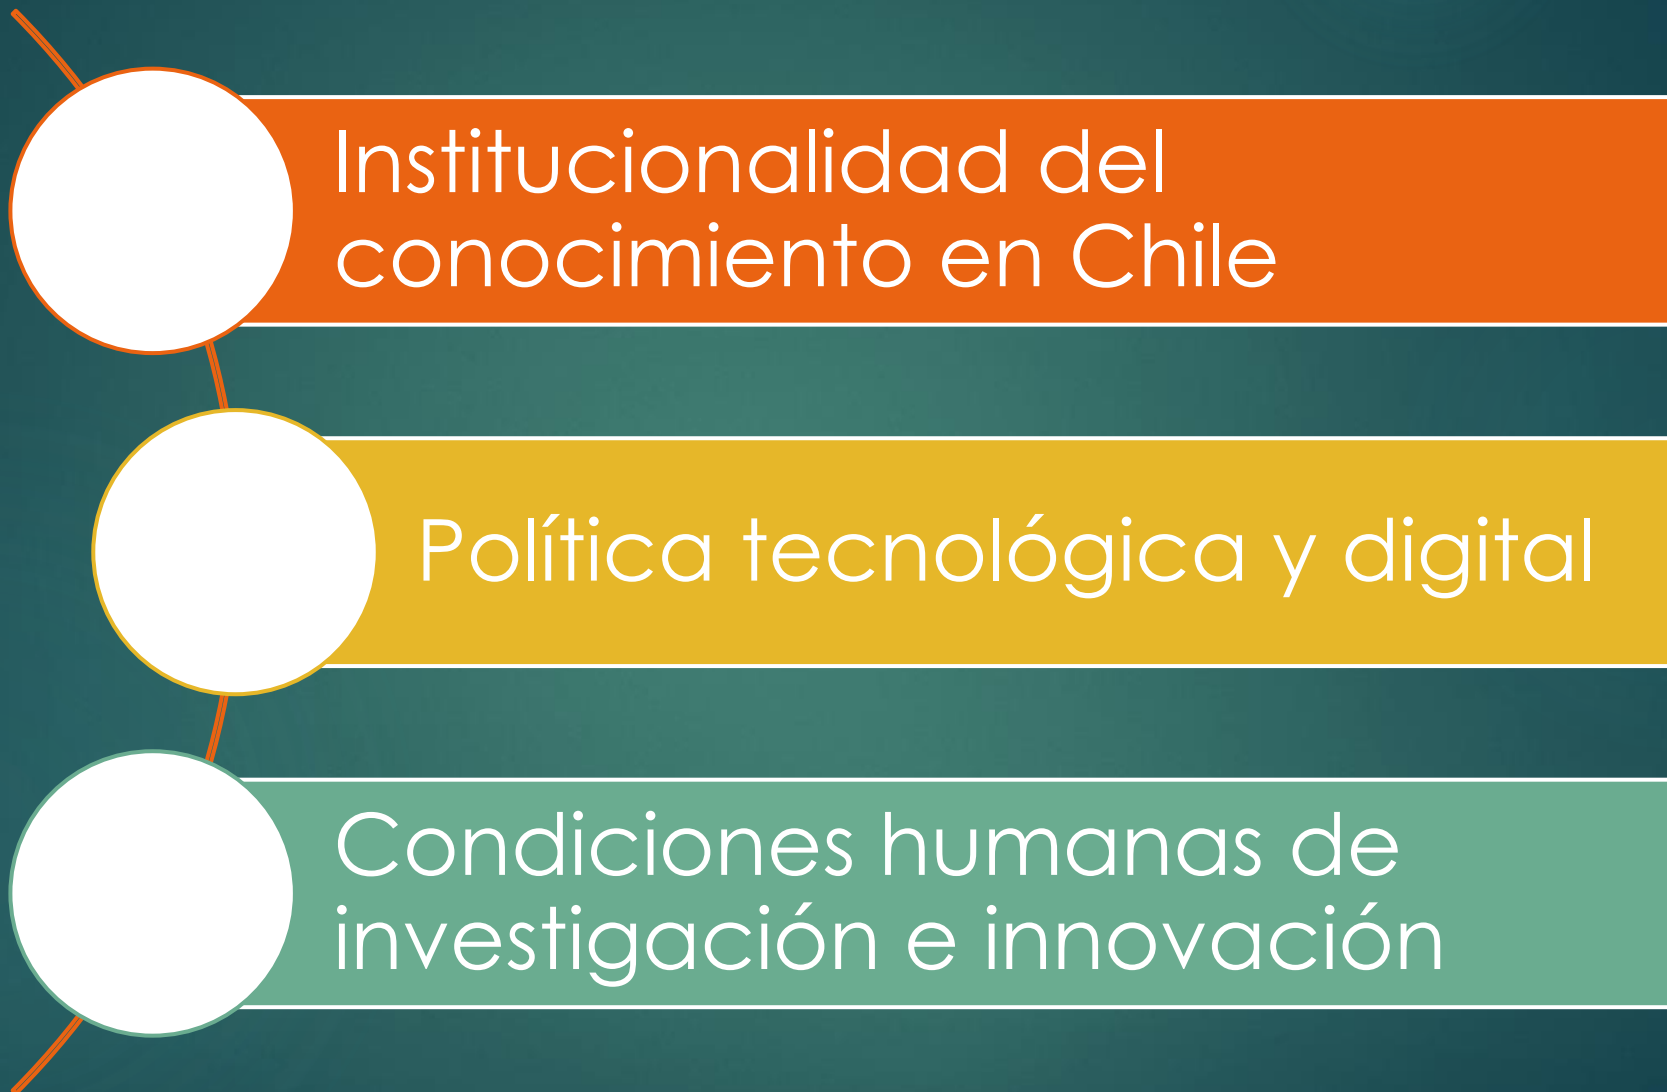 Institucionalidad del
conocimiento en Chile
Política tecnológica y digital
Condiciones humanas de
investigación e innovación